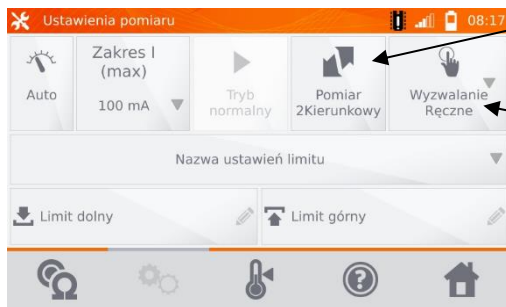 Ustawienia pomiaru
08:17
Auto
Zakres I
(max)
100 mA
Tryb
normalny
Pomiar
2Kierunkowy
Wyzwalanie
Ręczne
Nazwa ustawień limitu
Limit dolny
Limit górny